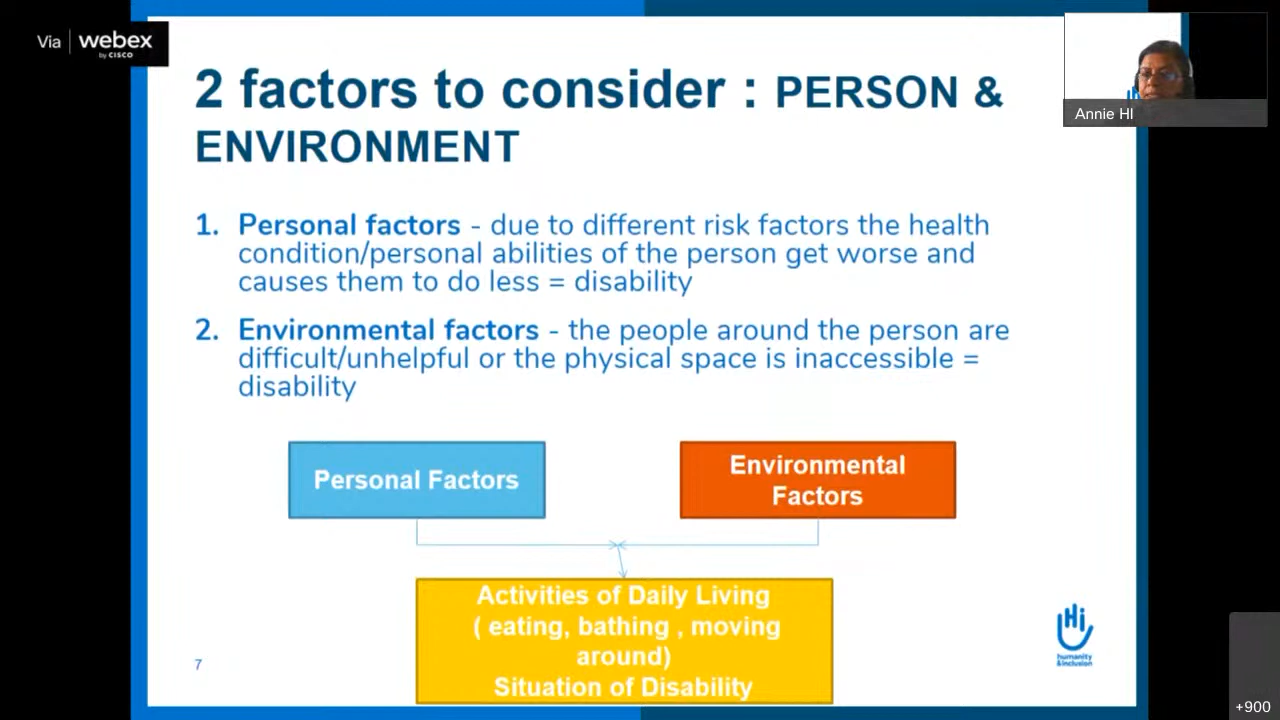 Via webex
by CISCO
2 factors to consider : PERSON &
ENVIRONMENT
Annie HI
1. Personal factors - due to different risk factors the health
condition/personal abilities of the person get worse and
causes them to do less = disability
2. Environmental factors - the people around the person are
difficult/unhelpful or the physical space is inaccessible =
disability
Personal Factors
Environmental
Factors
Activities of Daily Living
( eating, bathing , moving
around)
Situation of Disability
7
Hi
humanity
&inclusion
+900